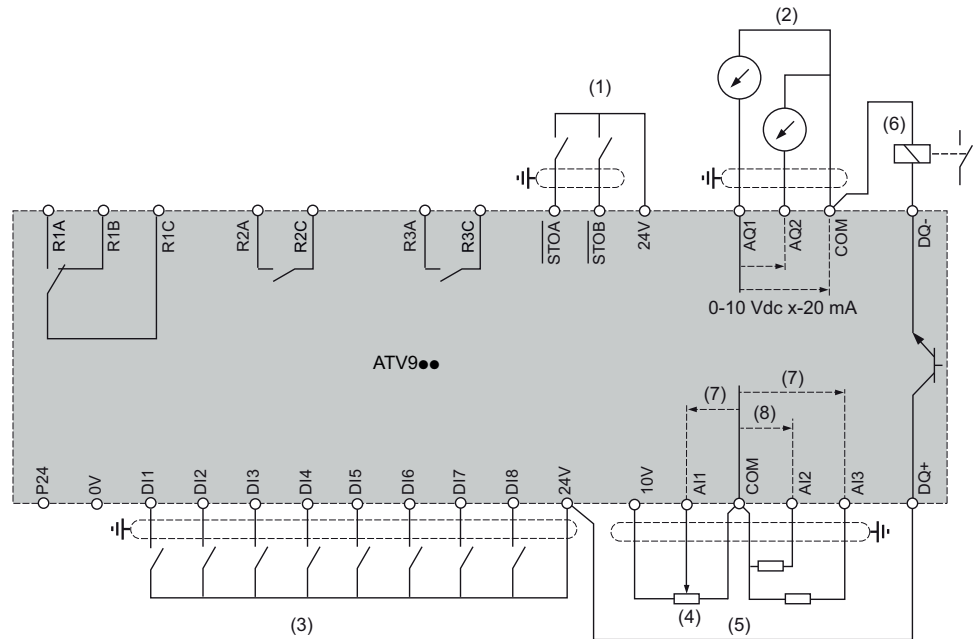 (2)
(1)
(6)
R1A
R1B
R1C
R2A
R2C
R3A
R3C
STOA
STOB
24V
AQ1
AQ2
COM
DQ-
0-10 Vdc x-20 mA
ATV9●●
(7)
(7)
(8)
P24
0V
DI1
DI2
DI3
DI4
DI5
DI6
DI7
DI8
24V
10V
AI1
COM
AI2
AI3
DQ+
(3)
(4)
(5)